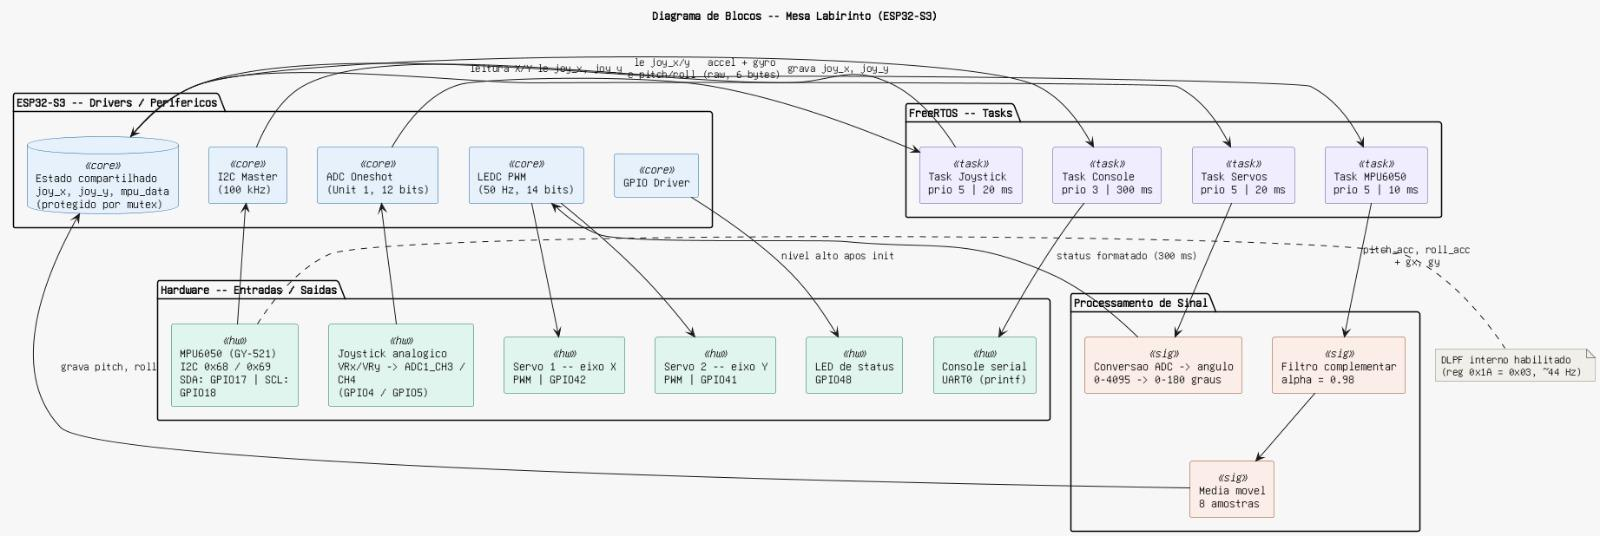 Diagrama de Blocos -- Mesa Labirinto (ESP32-S3)
leitura X/Y
le joy_x, joy_y
le joy_x/y
e pitch/roll
accel + gyro
(raw, 6 bytes)
grava joy_x, joy_y
ESP32-S3 -- Drivers / Perifericos
«core»
Estado compartilhado
joy_x, joy_y, mpu_data
(protegido por mutex)
«core»
I2C Master
(100 kHz)
«core»
ADC Oneshot
(Unit 1, 12 bits)
«core»
LEDC PWM
(50 Hz, 14 bits)
«core»
GPIO Driver
FreeRTOS -- Tasks
«task»
Task Joystick
prio 5 | 20 ms
«task»
Task Console
prio 3 | 300 ms
«task»
Task Servos
prio 5 | 20 ms
«task»
Task MPU6050
prio 5 | 10 ms
nivel alto apos init
status formatado (300 ms)
pitch_acc, roll_acc
+ gx, gy
Hardware -- Entradas / Saidas
«hw»
MPU6050 (GY-521)
I2C 0x68 / 0x69
SDA: GPIO17 | SCL:
GPIO18
«hw»
Joystick analogico
VRx/VRy -> ADC1_CH3 /
CH4
(GPIO4 / GPIO5)
«hw»
Servo 1 -- eixo X
PWM | GPIO42
«hw»
Servo 2 -- eixo Y
PWM | GPIO41
«hw»
LED de status
GPIO48
«hw»
Console serial
UART0 (printf)
Processamento de Sinal
«sig»
Conversao ADC -> angulo
0-4095 -> 0-180 graus
«sig»
Filtro complementar
alpha = 0.98
DLPF interno habilitado
(reg 0x1A = 0x03, ~44 Hz)
grava pitch, roll
«sig»
Media movel
8 amostras